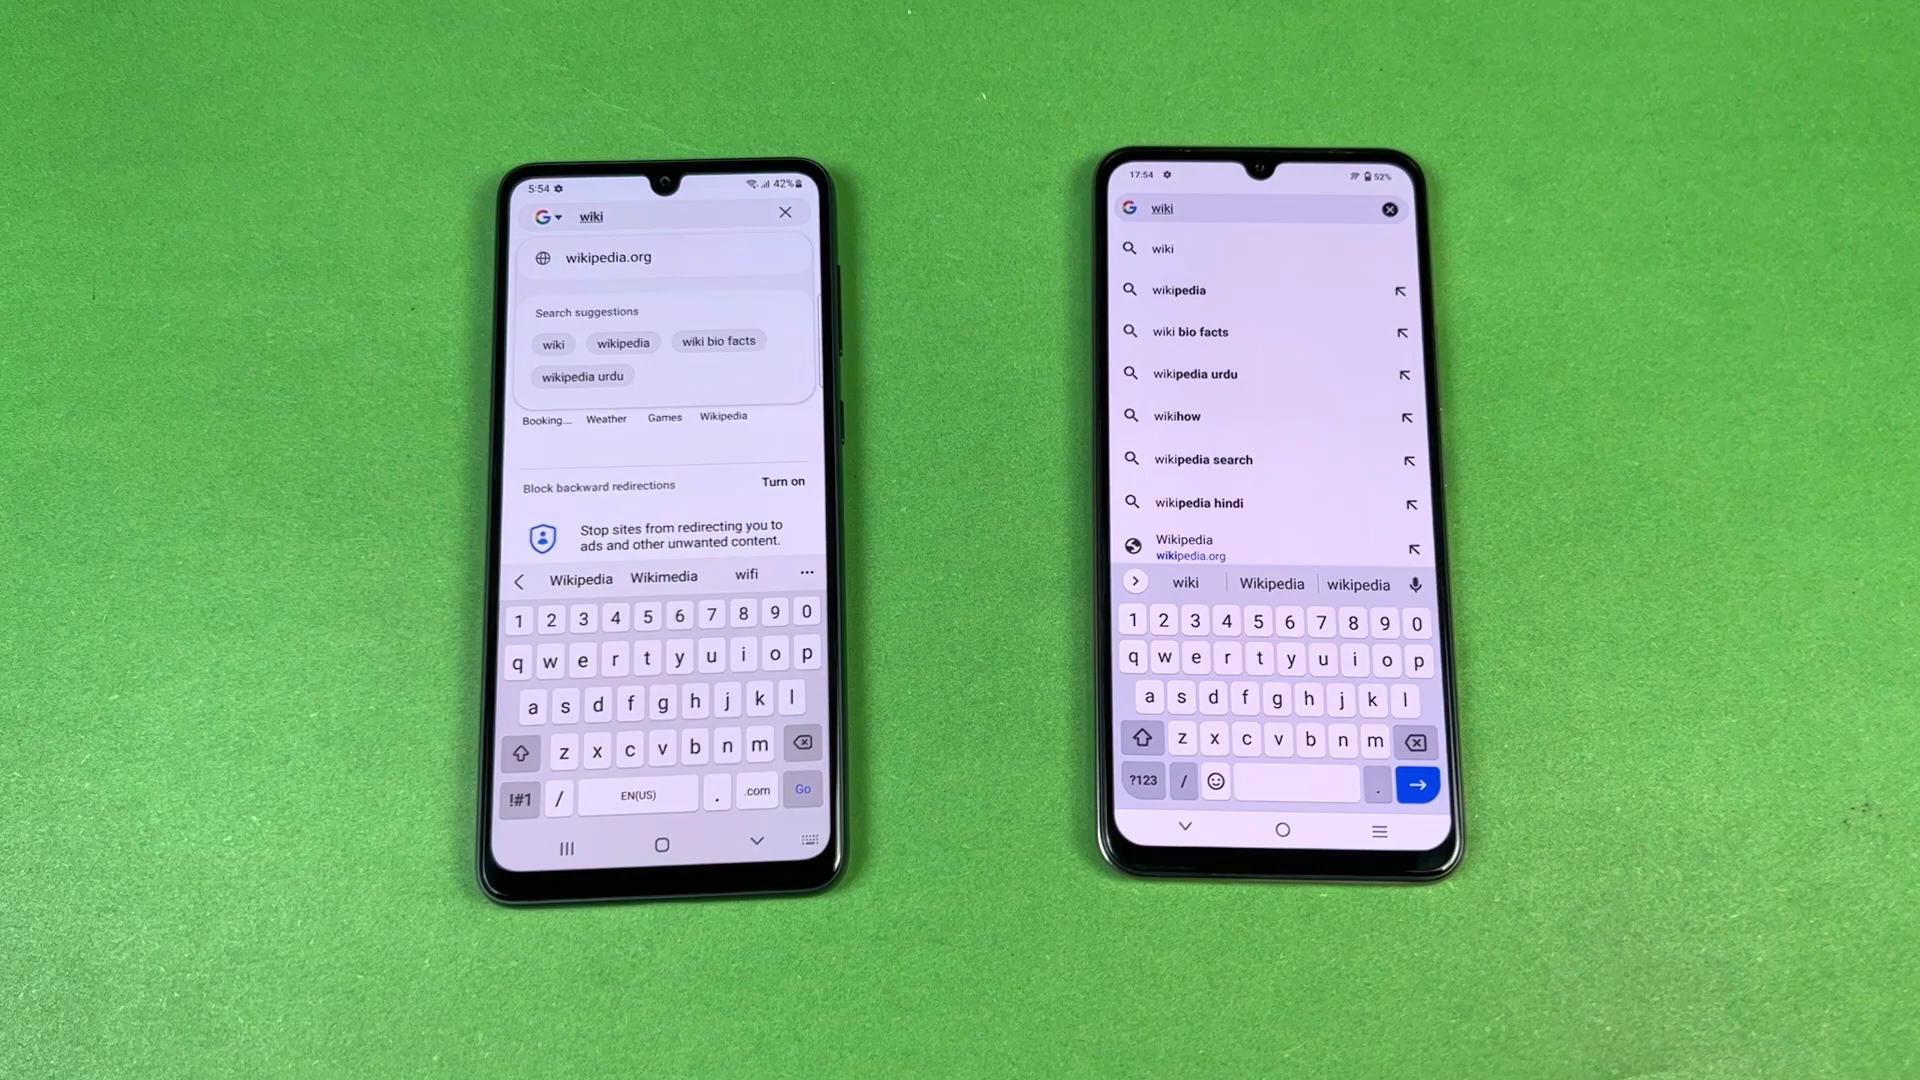 5:54 42%
wiki
wikipedia.org
Search suggestions
wiki wikipedia wiki bio facts
wikipedia urdu
Booking.... Weather Games Wikipedia
Block backward redirections Turn on
Stop sites from redirecting you to
ads and other unwanted content.
Wikipedia Wikimedia wifi ...
1 2 3 4 5 6 7 8 9 0
q w e r t y u i o p
a s d f g h j k l
z x c v b n m
!#1 / EN(US) . .com Go
17:54 52%
wiki
wiki
wikipedia
wiki bio facts
wikipedia urdu
wikihow
wikipedia search
wikipedia hindi
Wikipedia
wikipedia.org
wiki Wikipedia wikipedia
1 2 3 4 5 6 7 8 9 0
q w e r t y u i o p
a s d f g h j k l
z x c v b n m
?123 / .